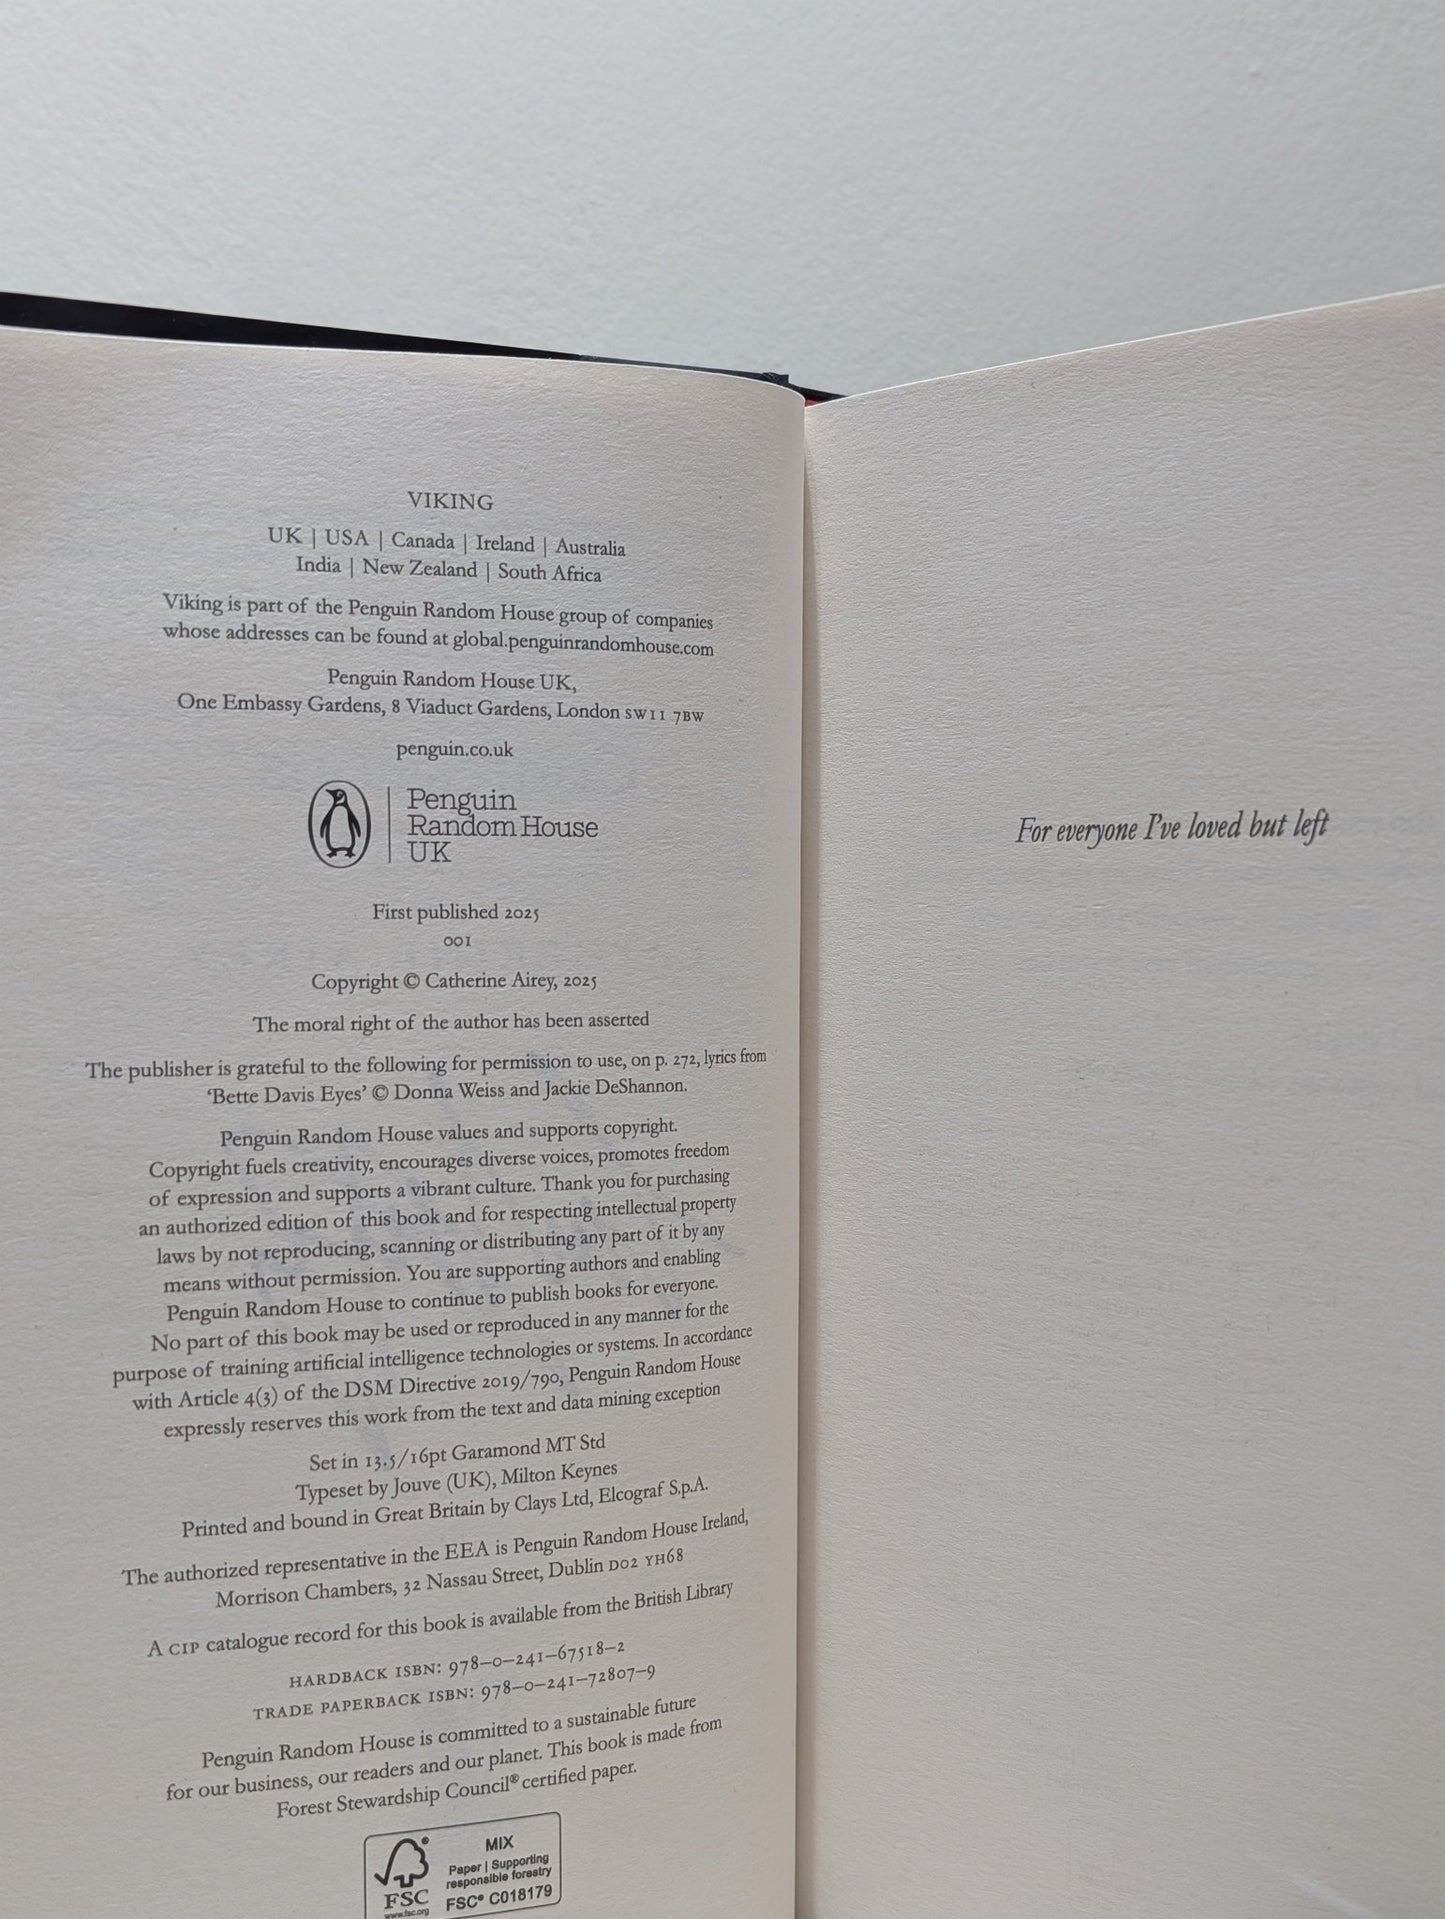 VIKING
UK | USA | Canada | Ireland | Australia
India | New Zealand | South Africa
Viking is part of the Penguin Random House group of companies
whose addresses can be found at global.penguinrandomhouse.com
Penguin Random House UK,
One Embassy Gardens, 8 Viaduct Gardens, London SW11 7BW
penguin.co.uk
Penguin
Random House
UK
First published 2025
001
Copyright © Catherine Airey, 2025
The moral right of the author has been asserted
The publisher is grateful to the following for permission to use, on p. 272, lyrics from
‘Bette Davis Eyes’ © Donna Weiss and Jackie DeShannon.
Penguin Random House values and supports copyright.
Copyright fuels creativity, encourages diverse voices, promotes freedom
of expression and supports a vibrant culture. Thank you for purchasing
an authorized edition of this book and for respecting intellectual property
laws by not reproducing, scanning or distributing any part of it by any
means without permission. You are supporting authors and enabling
Penguin Random House to continue to publish books for everyone.
No part of this book may be used or reproduced in any manner for the
purpose of training artificial intelligence technologies or systems. In accordance
with Article 4(3) of the DSM Directive 2019/790, Penguin Random House
expressly reserves this work from the text and data mining exception
Set in 13.5/16pt Garamond MT Std
Typeset by Jouve (UK), Milton Keynes
Printed and bound in Great Britain by Clays Ltd, Elcograf S.p.A.
The authorized representative in the EEA is Penguin Random House Ireland,
Morrison Chambers, 32 Nassau Street, Dublin D02 YH68
A CIP catalogue record for this book is available from the British Library
HARDBACK ISBN: 978–0–241–67518–2
TRADE PAPERBACK ISBN: 978–0–241–72807–9
Penguin Random House is committed to a sustainable future
for our business, our readers and our planet. This book is made from
Forest Stewardship Council® certified paper.
FSC
www.fsc.org
MIX
Paper | Supporting
responsible forestry
FSC® C018179
For everyone I’ve loved but left